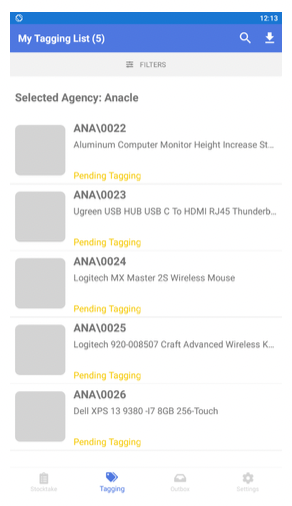 12:13
My Tagging List (5)
FILTERS
Selected Agency: Anacle
ANA\0022
Aluminum Computer Monitor Height Increase St...
Pending Tagging
ANA\0023
Ugreen USB HUB USB C To HDMI RJ45 Thunderb...
Pending Tagging
ANA\0024
Logitech MX Master 2S Wireless Mouse
Pending Tagging
ANA\0025
Logitech 920-008507 Craft Advanced Wireless K...
Pending Tagging
ANA\0026
Dell XPS 13 9380 -I7 8GB 256-Touch
Pending Tagging
Stocktake Tagging Outbox Settings